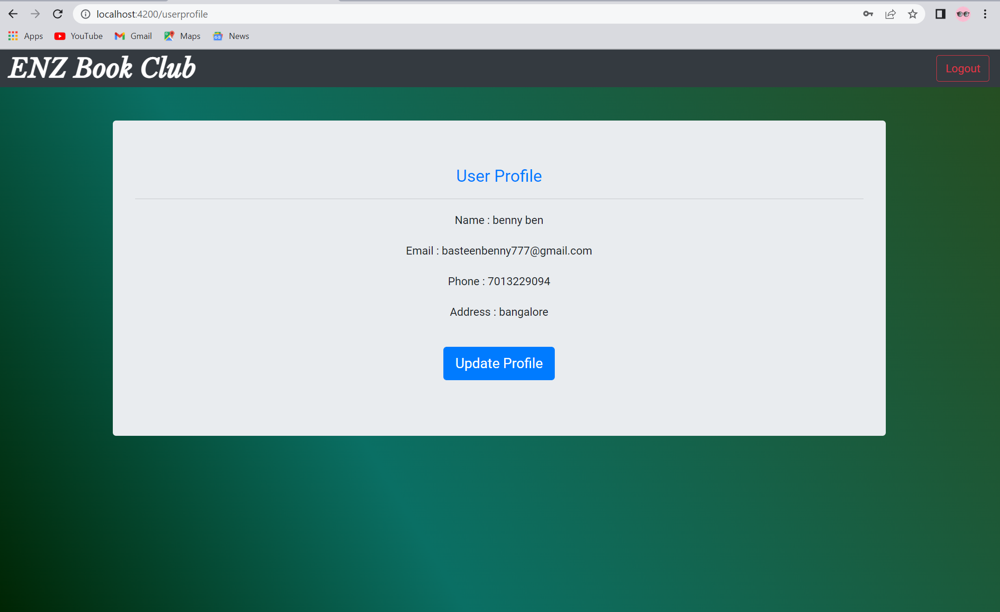 localhost:4200/userprofile
Apps YouTube Gmail Maps News
ENZ Book Club Logout
User Profile
Name : benny ben
Email : basteenbenny777@gmail.com
Phone : 7013229094
Address : bangalore
Update Profile